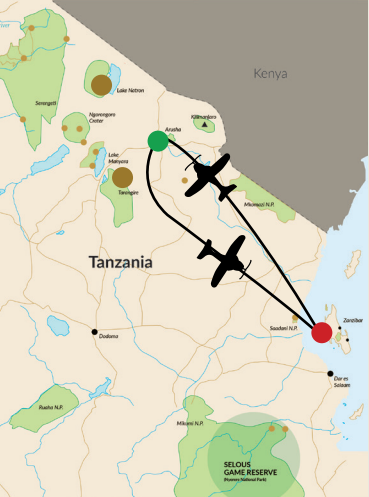 Kenya
Lake Natron
Serengeti
Ngorongoro
Crater
Kilimanjaro
Arusha
Lake
Manyara
Tarangire
Mkomazi N.P.
Tanzania
Zanzibar
Saadani N.P.
Dodoma
Dar es
Salaam
Ruaha N.P.
Mikumi N.P.
SELOUS
GAME RESERVE
(Nyerere National Park)